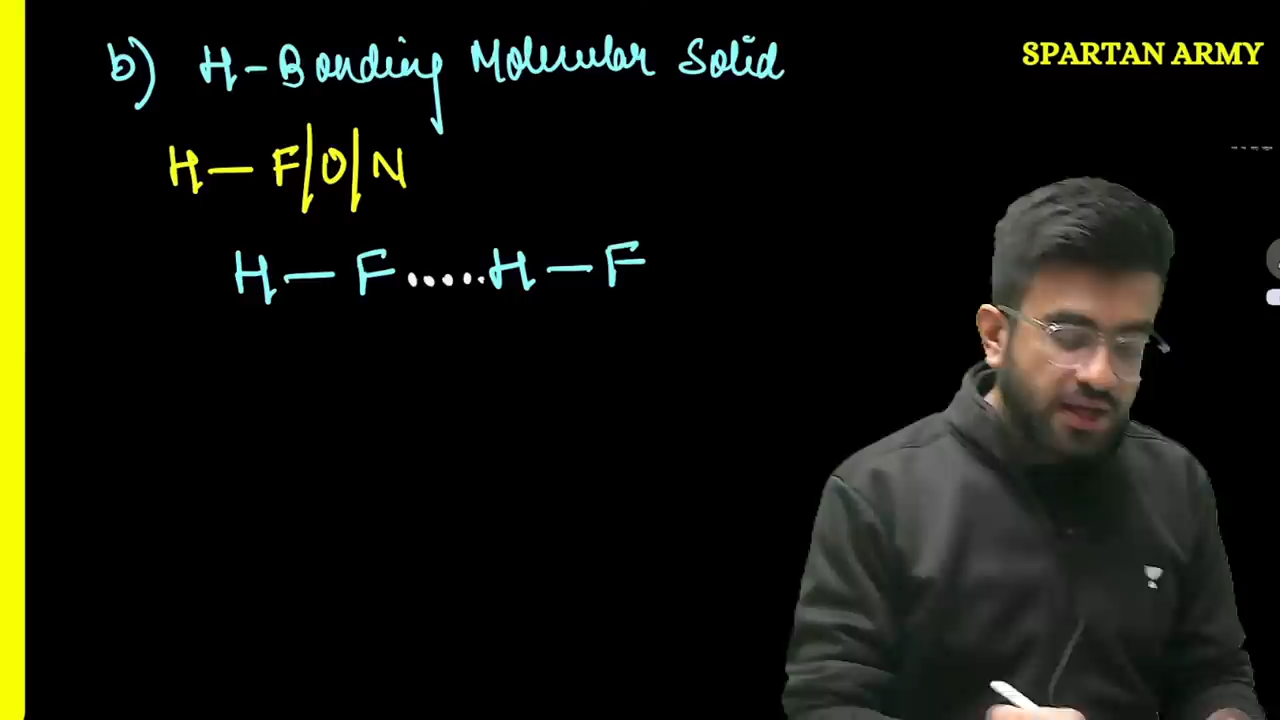 b) H-Bonding Molecular Solid
SPARTAN ARMY
H — F|O|N
H — F.....H — F